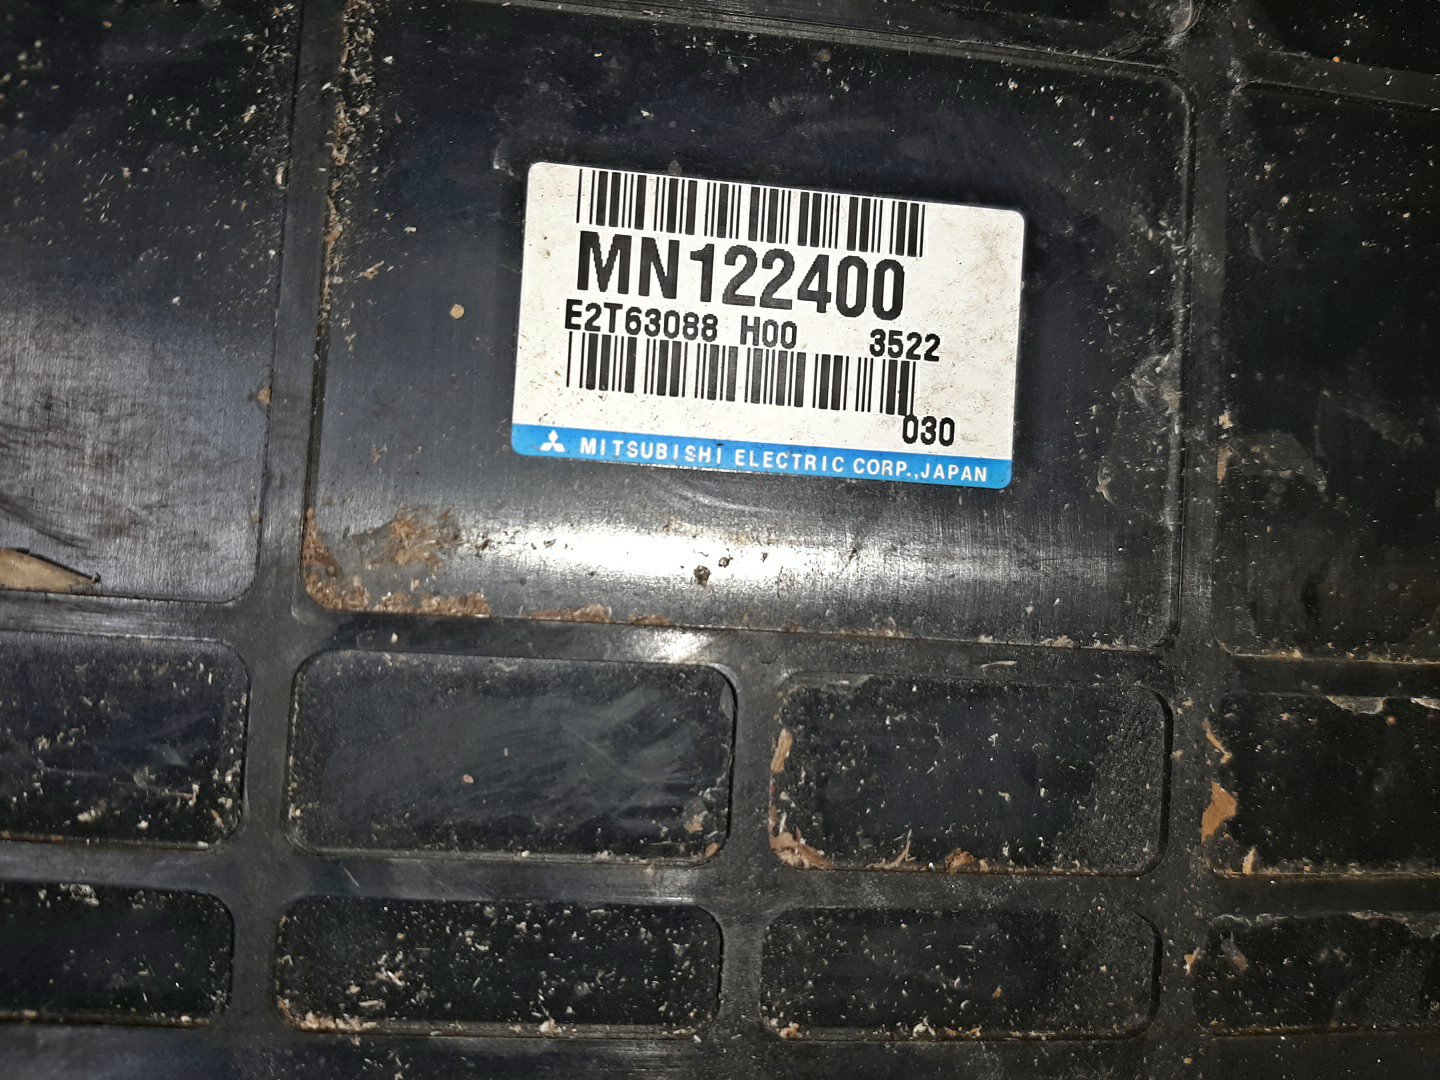 MN122400
E2T63088 H00 3522
030
MITSUBISHI ELECTRIC CORP.,JAPAN